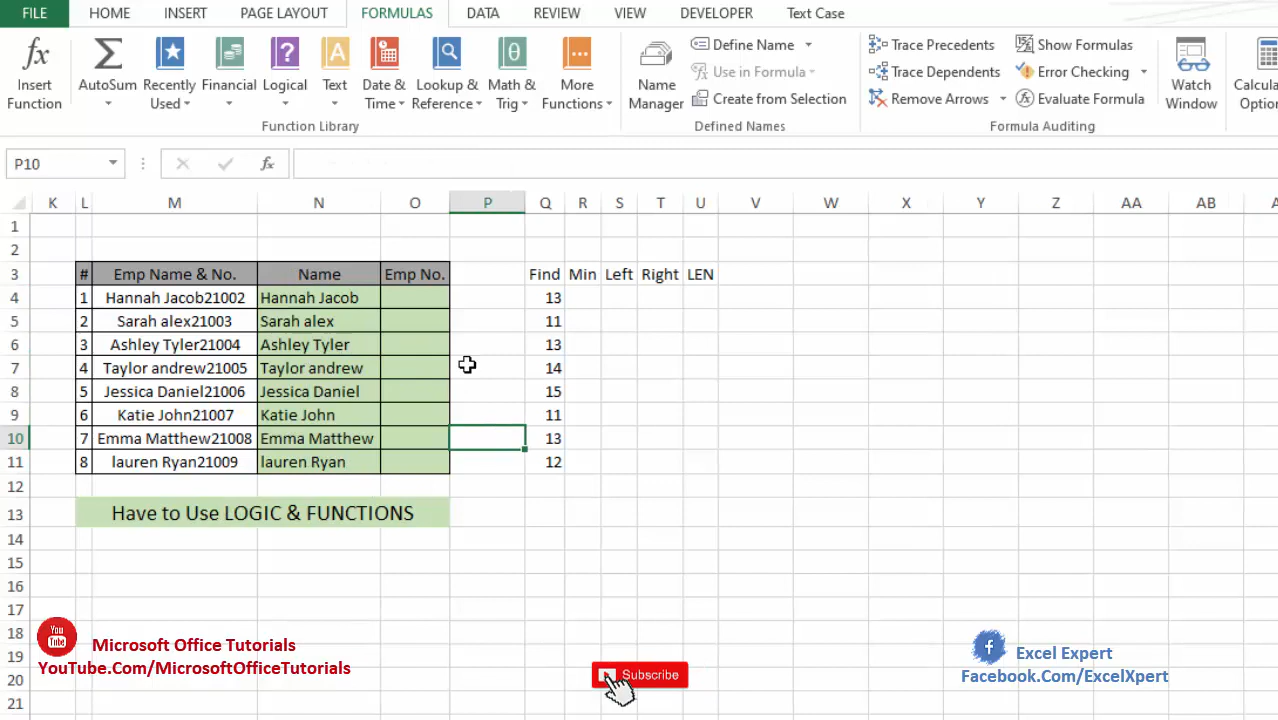 FILE HOME INSERT PAGE LAYOUT FORMULAS DATA REVIEW VIEW DEVELOPER Text Case
fx Insert Function
Σ AutoSum
Recently Used
Financial
Logical
Text
Date & Time
Lookup & Reference
Math & Trig
More Functions
Function Library
Name Manager
Define Name
Use in Formula
Create from Selection
Defined Names
Trace Precedents
Trace Dependents
Remove Arrows
Show Formulas
Error Checking
Evaluate Formula
Formula Auditing
Watch Window
P10 fx
K L M N O P Q R S T U V W X Y Z AA AB
1
2
3 # Emp Name & No. Name Emp No. Find Min Left Right LEN
4 1 Hannah Jacob21002 Hannah Jacob 13
5 2 Sarah alex21003 Sarah alex 11
6 3 Ashley Tyler21004 Ashley Tyler 13
7 4 Taylor andrew21005 Taylor andrew 14
8 5 Jessica Daniel21006 Jessica Daniel 15
9 6 Katie John21007 Katie John 11
10 7 Emma Matthew21008 Emma Matthew 13
11 8 lauren Ryan21009 lauren Ryan 12
12
13 Have to Use LOGIC & FUNCTIONS
14
15
16
17
18
19
20
21
You Tube
Microsoft Office Tutorials
YouTube.Com/MicrosoftOfficeTutorials
Subscribe
f Excel Expert
Facebook.Com/ExcelXpert